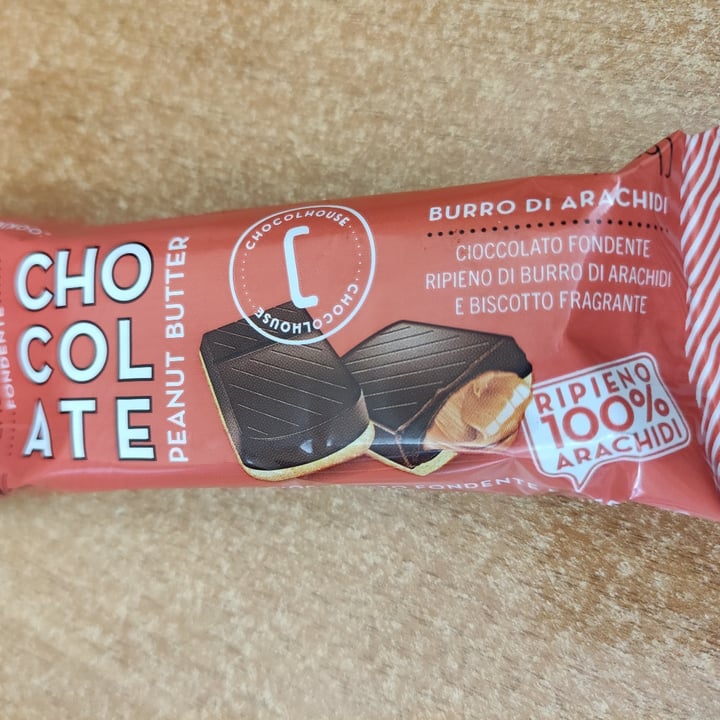 FONDENTE
CHO
COL
ATE
PEANUT BUTTER
CHOCOLHOUSE
CHOCOLHOUSE
BURRO DI ARACHIDI
CIOCCOLATO FONDENTE
RIPIENO DI BURRO DI ARACHIDI
E BISCOTTO FRAGRANTE
RIPIENO
100%
ARACHIDI
FONDENTE